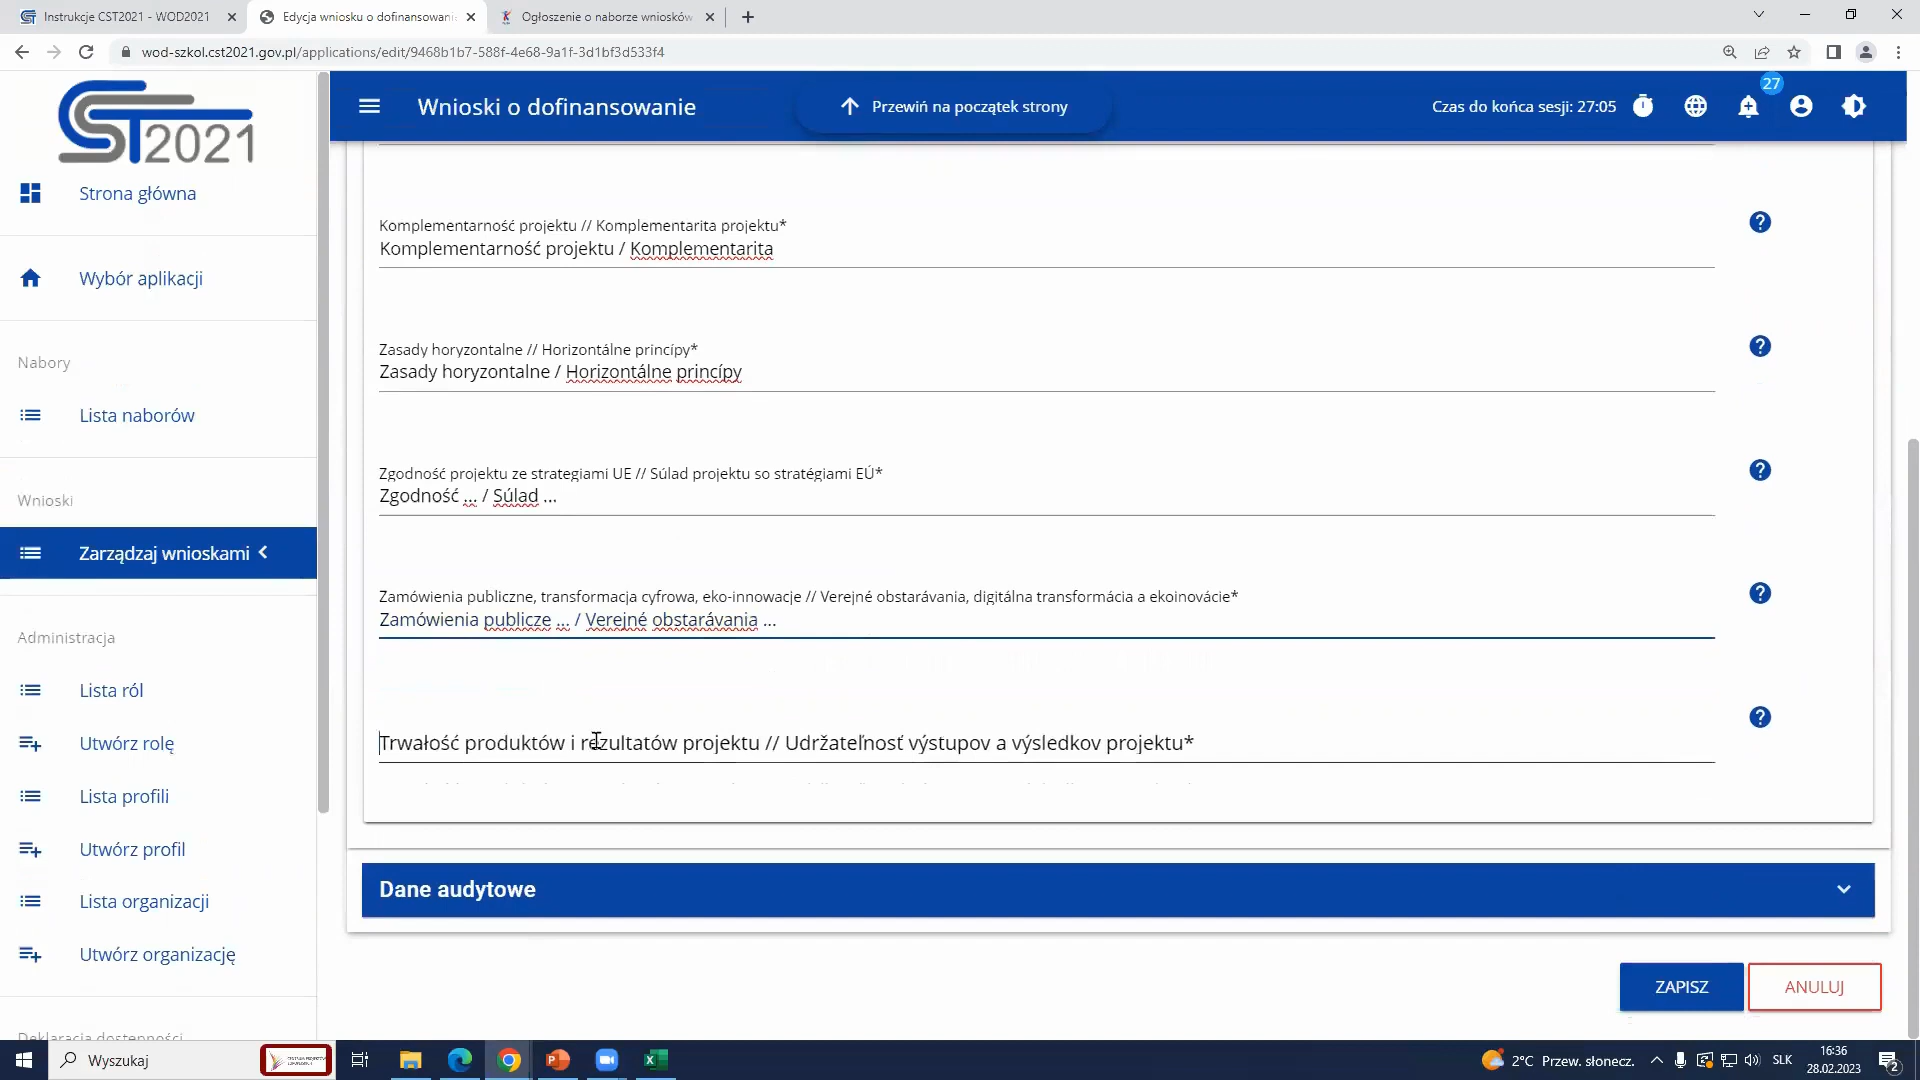 Instrukcje CST2021 - WOD2021
Edycja wniosku o dofinansowani
Ogłoszenie o naborze wniosków
wod-szkol.cst2021.gov.pl/applications/edit/9468b1b7-588f-4e68-9a1f-3d1bf3d533f4
CST2021
Wnioski o dofinansowanie
Przewiń na początek strony
Czas do końca sesji: 27:05
27
Strona główna
Wybór aplikacji
Nabory
Lista naborów
Wnioski
Zarządzaj wnioskami
Administracja
Lista ról
Utwórz rolę
Lista profili
Utwórz profil
Lista organizacji
Utwórz organizację
Deklaracja dostępności
Komplementarność projektu // Komplementarita projektu*
Komplementarność projektu / Komplementarita
Zasady horyzontalne // Horizontálne princípy*
Zasady horyzontalne / Horizontálne princípy
Zgodność projektu ze strategiami UE // Súlad projektu so stratégiami EÚ*
Zgodność ... / Súlad ...
Zamówienia publiczne, transformacja cyfrowa, eko-innowacje // Verejné obstarávania, digitálna transformácia a ekoinovácie*
Zamówienia publicze ... / Verejné obstarávania ...
Trwałość produktów i rezultatów projektu // Udržateľnosť výstupov a výsledkov projektu*
Dane audytowe
ZAPISZ
ANULUJ
Wyszukaj
2°C Przew. słonecz.
SLK
16:36
28.02.2023
2